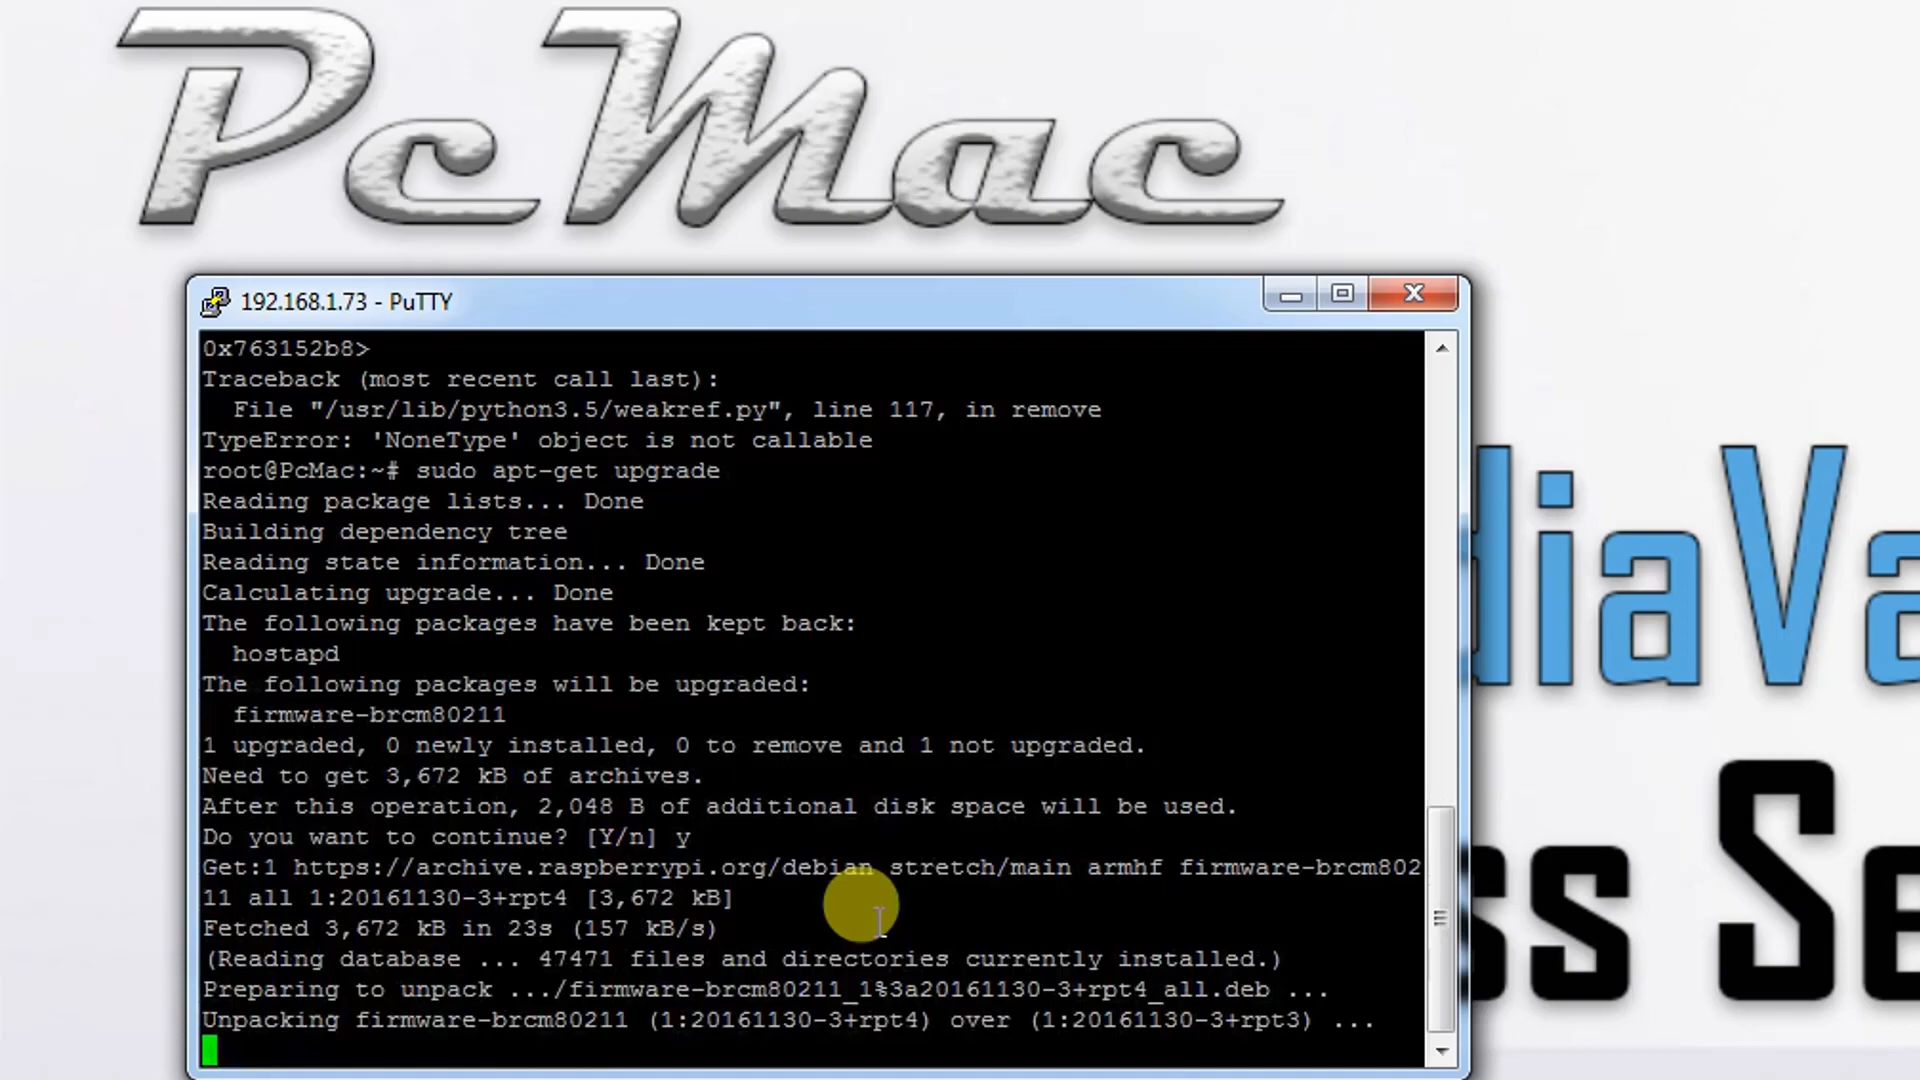 PcMac
192.168.1.73 - PuTTY
0x763152b8>
Traceback (most recent call last):
File "/usr/lib/python3.5/weakref.py", line 117, in remove
TypeError: 'NoneType' object is not callable
root@PcMac:~# sudo apt-get upgrade
Reading package lists... Done
Building dependency tree
Reading state information... Done
Calculating upgrade... Done
The following packages have been kept back:
hostapd
The following packages will be upgraded:
firmware-brcm80211
1 upgraded, 0 newly installed, 0 to remove and 1 not upgraded.
Need to get 3,672 kB of archives.
After this operation, 2,048 B of additional disk space will be used.
Do you want to continue? [Y/n] y
Get:1 https://archive.raspberrypi.org/debian stretch/main armhf firmware-brcm802
11 all 1:20161130-3+rpt4 [3,672 kB]
Fetched 3,672 kB in 23s (157 kB/s)
(Reading database ... 47471 files and directories currently installed.)
Preparing to unpack .../firmware-brcm80211_1%3a20161130-3+rpt4_all.deb ...
Unpacking firmware-brcm80211 (1:20161130-3+rpt4) over (1:20161130-3+rpt3) ...
diaVa
ss Se